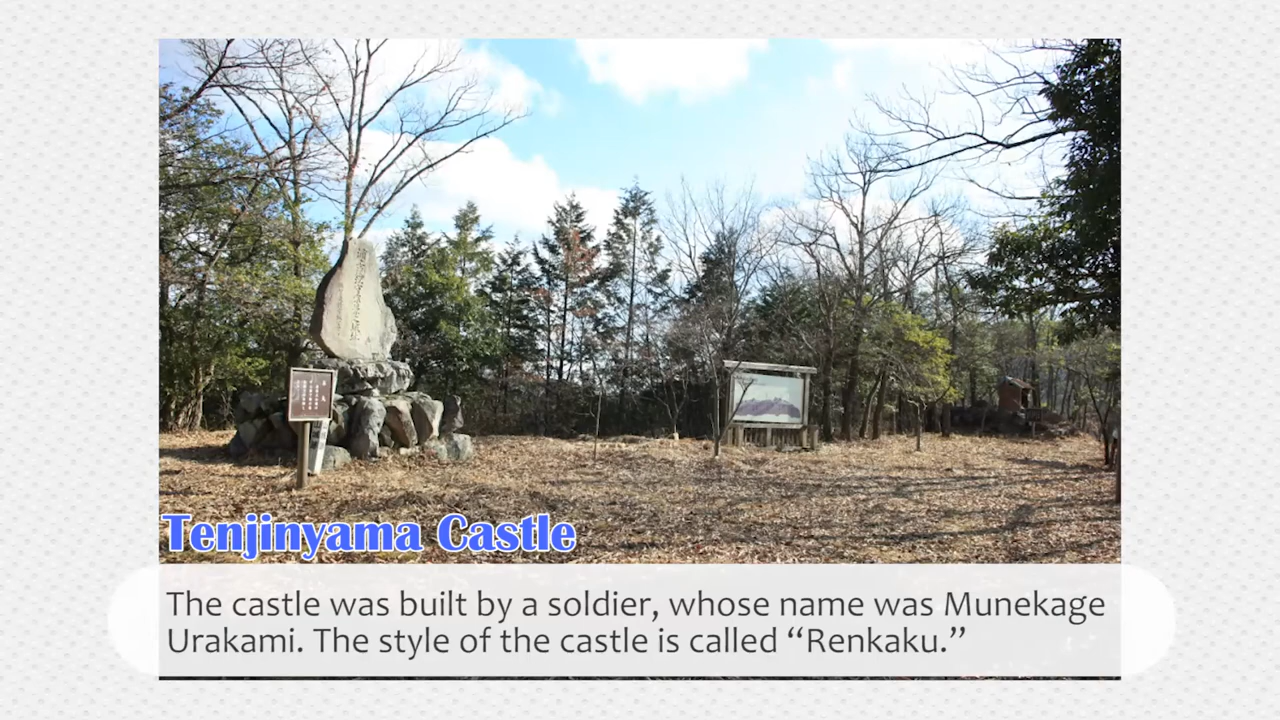 Tenjinyama Castle
The castle was built by a soldier, whose name was Munekage
Urakami. The style of the castle is called “Renkaku.”